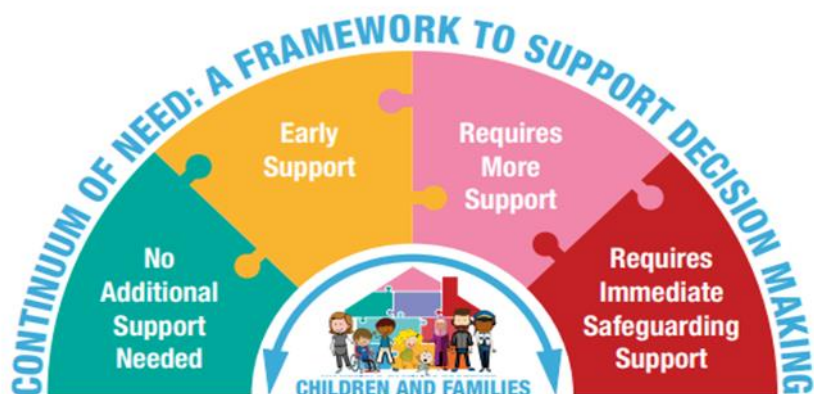 CONTINUUM OF NEED: A FRAMEWORK TO SUPPORT DECISION MAKING
No
Additional
Support
Needed
Early
Support
Requires
More
Support
Requires
Immediate
Safeguarding
Support
CHILDREN AND FAMILIES